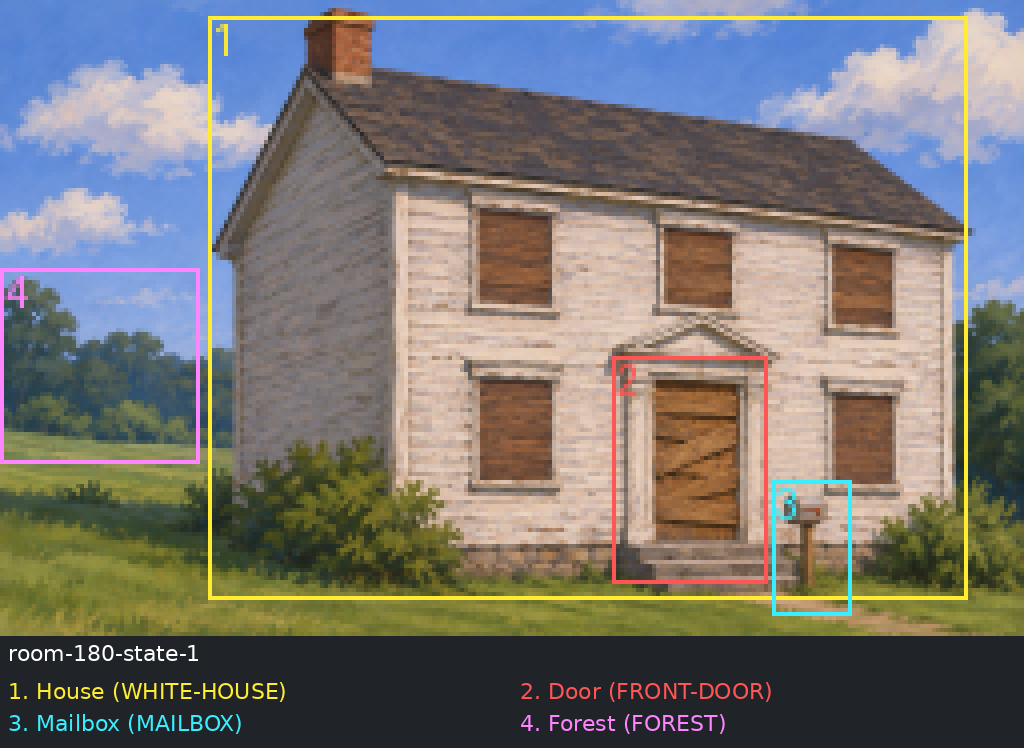 1
4
2
3
room-180-state-1
1. House (WHITE-HOUSE)
2. Door (FRONT-DOOR)
3. Mailbox (MAILBOX)
4. Forest (FOREST)